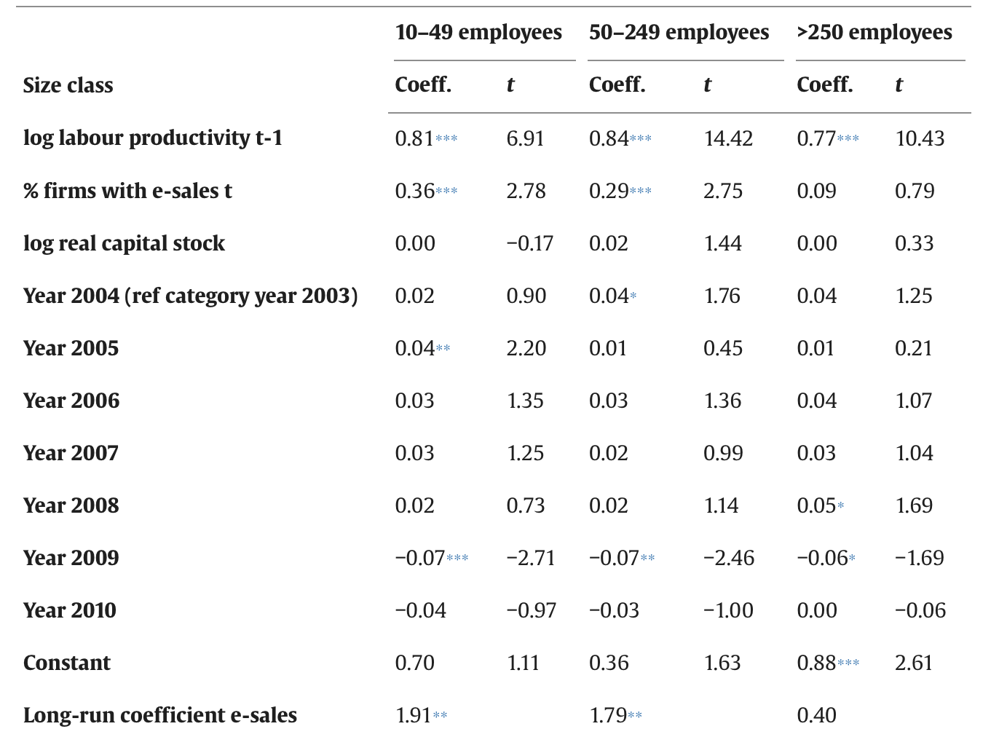 10–49 employees 50–249 employees >250 employees
Size class Coeff. t Coeff. t Coeff. t
log labour productivity t-1 0.81*** 6.91 0.84*** 14.42 0.77*** 10.43
% firms with e-sales t 0.36*** 2.78 0.29*** 2.75 0.09 0.79
log real capital stock 0.00 −0.17 0.02 1.44 0.00 0.33
Year 2004 (ref category year 2003) 0.02 0.90 0.04* 1.76 0.04 1.25
Year 2005 0.04** 2.20 0.01 0.45 0.01 0.21
Year 2006 0.03 1.35 0.03 1.36 0.04 1.07
Year 2007 0.03 1.25 0.02 0.99 0.03 1.04
Year 2008 0.02 0.73 0.02 1.14 0.05* 1.69
Year 2009 −0.07*** −2.71 −0.07** −2.46 −0.06* −1.69
Year 2010 −0.04 −0.97 −0.03 −1.00 0.00 −0.06
Constant 0.70 1.11 0.36 1.63 0.88*** 2.61
Long-run coefficient e-sales 1.91** 1.79** 0.40